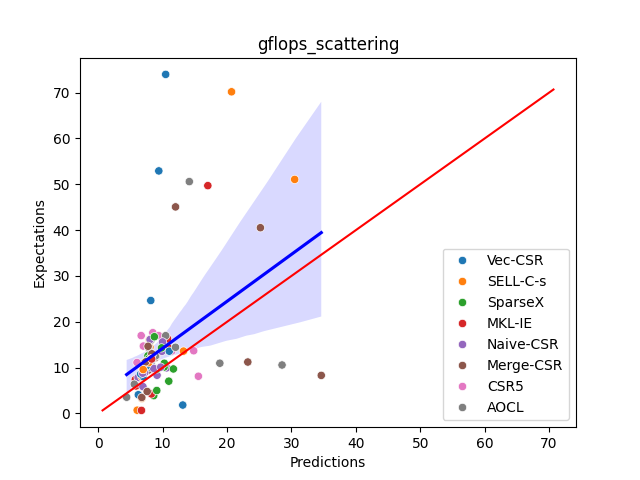 gflops_scattering
Expectations
70
60
50
40
30
20
10
0
Vec-CSR
SELL-C-s
SparseX
MKL-IE
Naive-CSR
Merge-CSR
CSR5
AOCL
0 10 20 30 40 50 60 70
Predictions